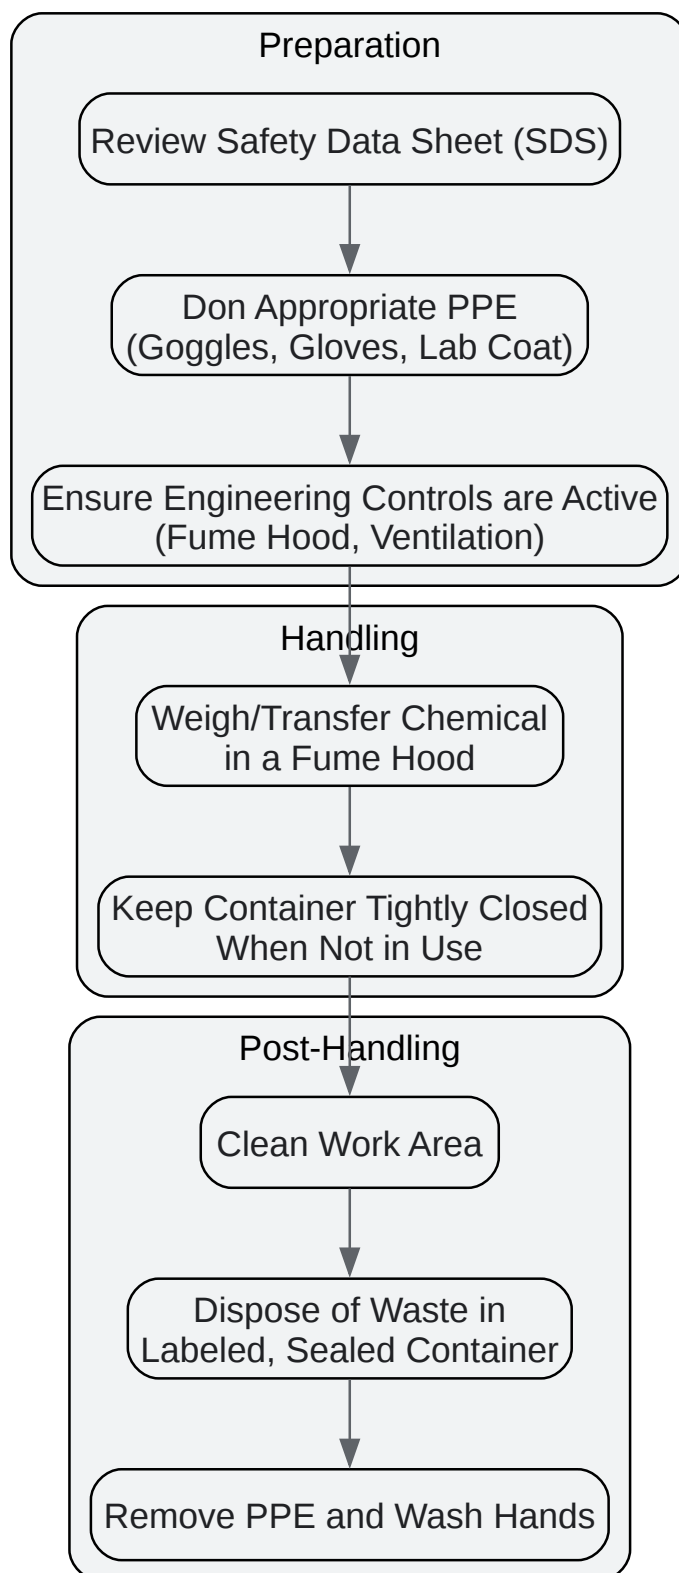 Preparation
Review Safety Data Sheet (SDS)
Don Appropriate PPE
(Goggles, Gloves, Lab Coat)
Ensure Engineering Controls are Active
(Fume Hood, Ventilation)
Handling
Weigh/Transfer Chemical
in a Fume Hood
Keep Container Tightly Closed
When Not in Use
Post-Handling
Clean Work Area
Dispose of Waste in
Labeled, Sealed Container
Remove PPE and Wash Hands